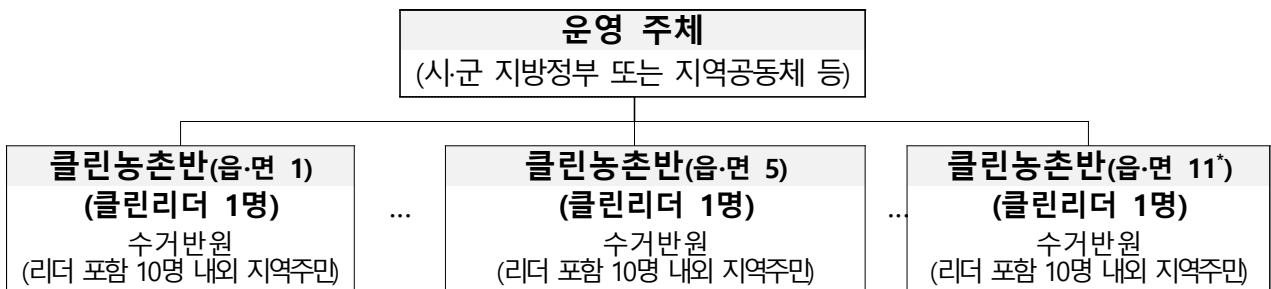 운영 주체
(시·군 지방정부 또는 지역공동체 등)
클린농촌반(읍·면 1)
(클린리더 1명)
수거반원
(리더 포함 10명 내외 지역주민)
...
클린농촌반(읍·면 5)
(클린리더 1명)
수거반원
(리더 포함 10명 내외 지역주민)
...
클린농촌반(읍·면 11*)
(클린리더 1명)
수거반원
(리더 포함 10명 내외 지역주민)